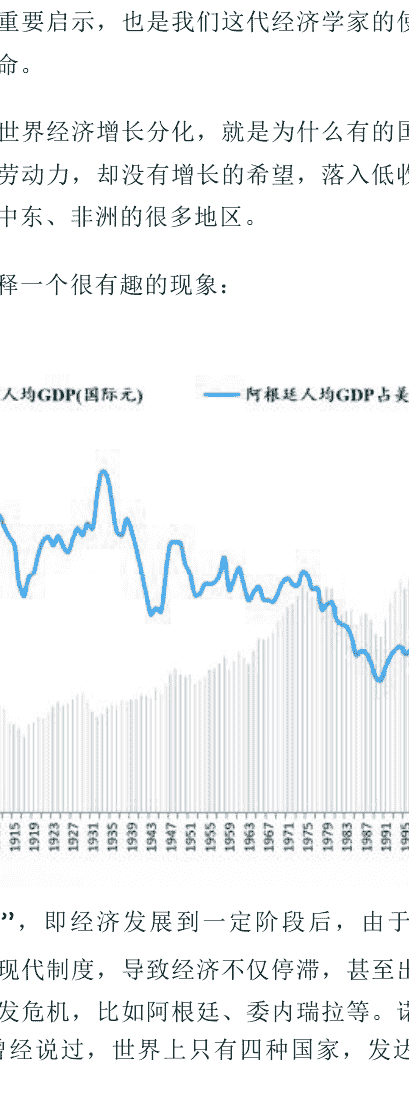 重要启示，也是我们这代经济学家的使
命。
世界经济增长分化，就是为什么有的国
劳动力，却没有增长的希望，落入低收
中东、非洲的很多地区。
释一个很有趣的现象：
人均GDP(国际元) 阿根廷人均GDP占美
1915 1919 1923 1927 1931 1935 1939 1943 1947 1951 1955 1959 1963 1967 1971 1975 1979 1983 1987 1991 1995
”，即经济发展到一定阶段后，由于
现代制度，导致经济不仅停滞，甚至出
发危机，比如阿根廷、委内瑞拉等。诺
曾经说过，世界上只有四种国家，发达